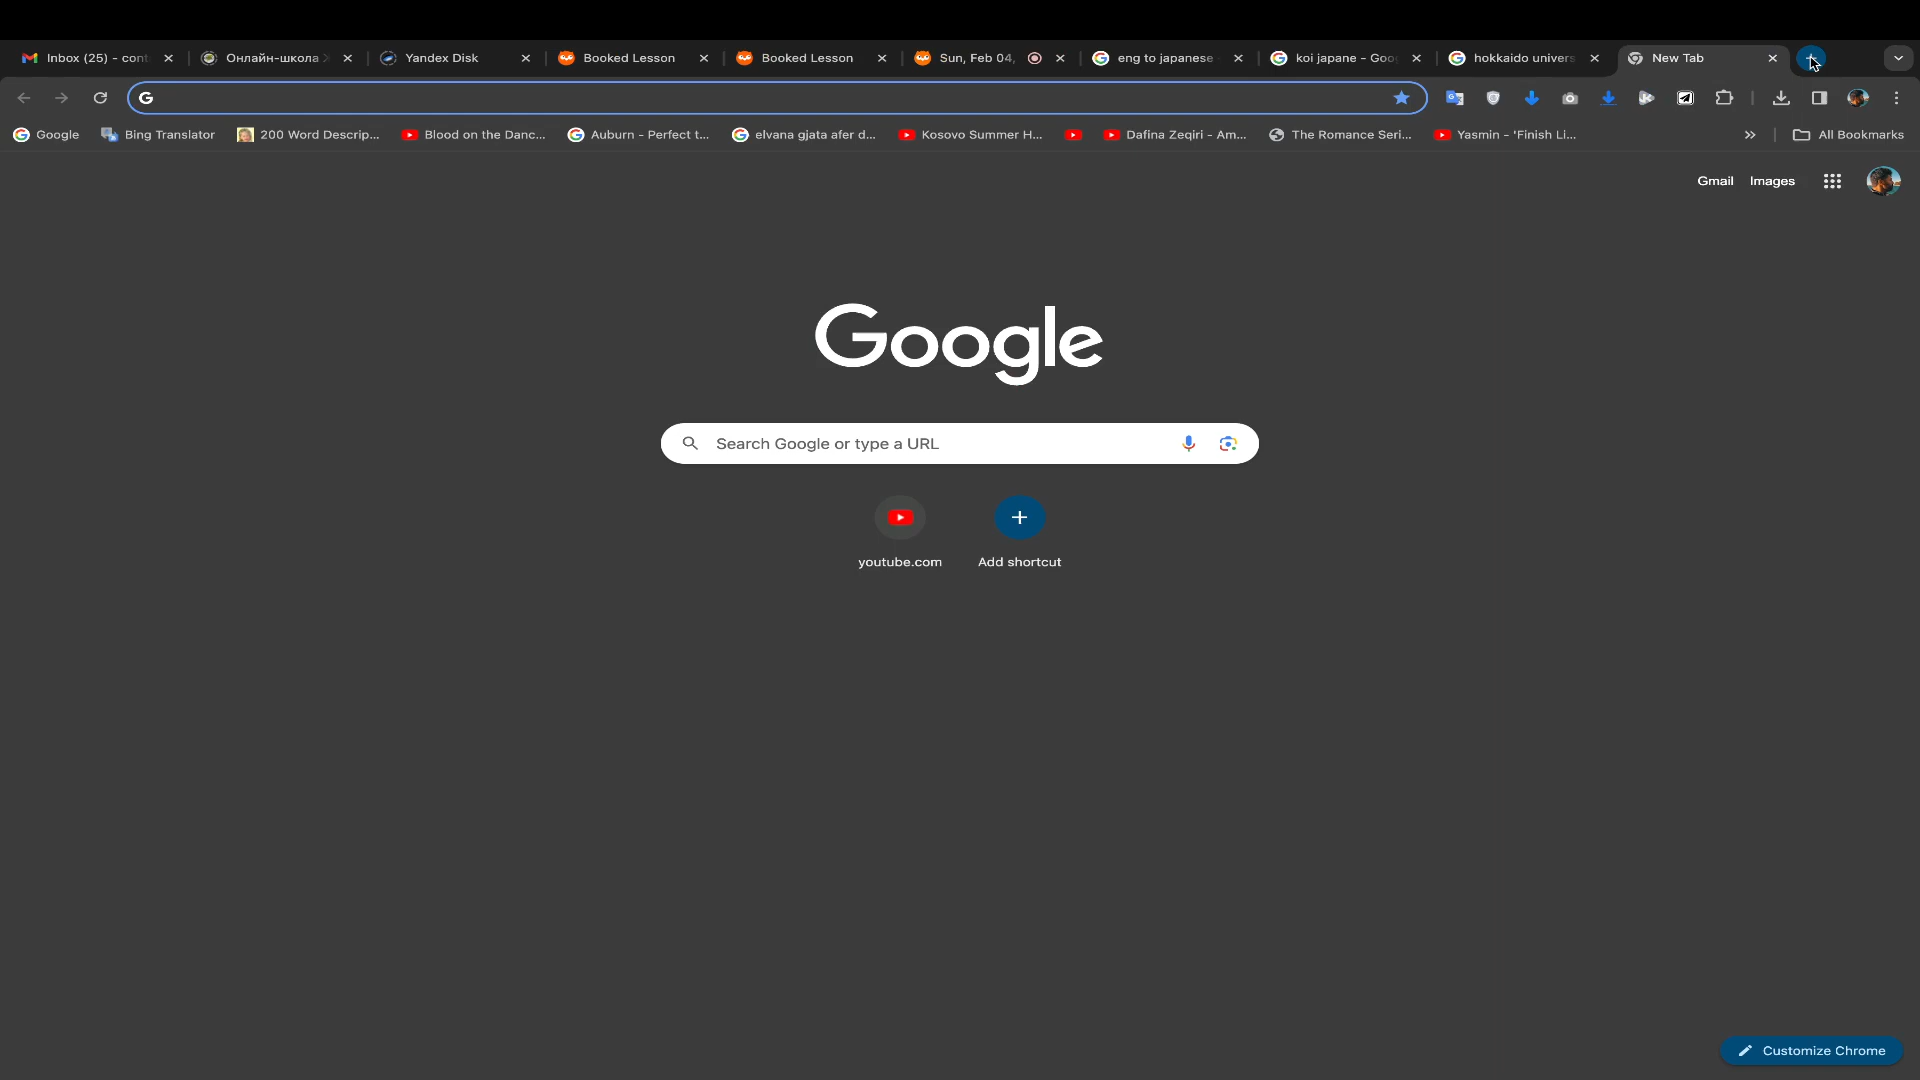 Inbox (25) - cont
Онлайн-школа
Yandex Disk
Booked Lesson
Booked Lesson
Sun, Feb 04,
eng to japanese
koi japane - Goo
hokkaido univers
New Tab
Google
Bing Translator
200 Word Descrip...
Blood on the Danc...
Auburn - Perfect t...
elvana gjata afer d...
Kosovo Summer H...
Dafina Zeqiri - Am...
The Romance Seri...
Yasmin - 'Finish Li...
All Bookmarks
Gmail
Images
Google
Search Google or type a URL
youtube.com
Add shortcut
Customize Chrome